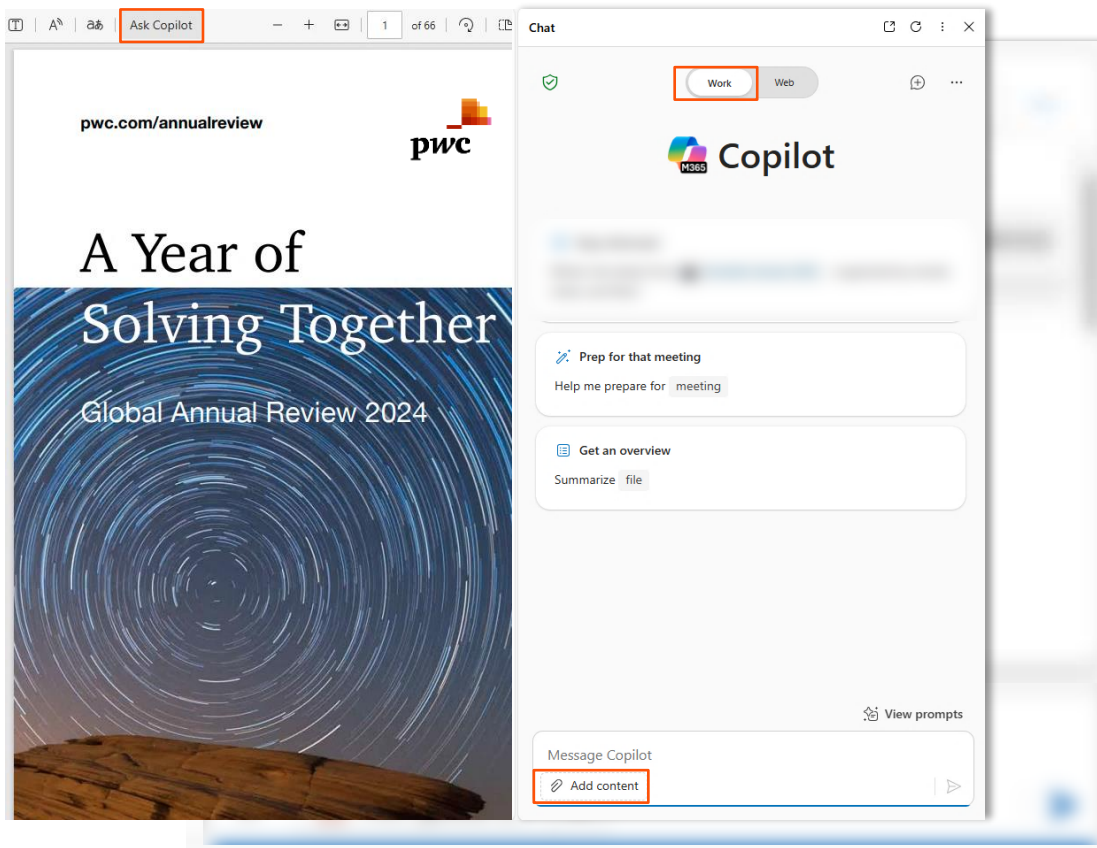 Ask Copilot
1 of 66
pwc.com/annualreview
pwc
A Year of
Solving Together
Global Annual Review 2024
Chat
Work Web
M365 Copilot
Prep for that meeting
Help me prepare for meeting
Get an overview
Summarize file
View prompts
Message Copilot
Add content